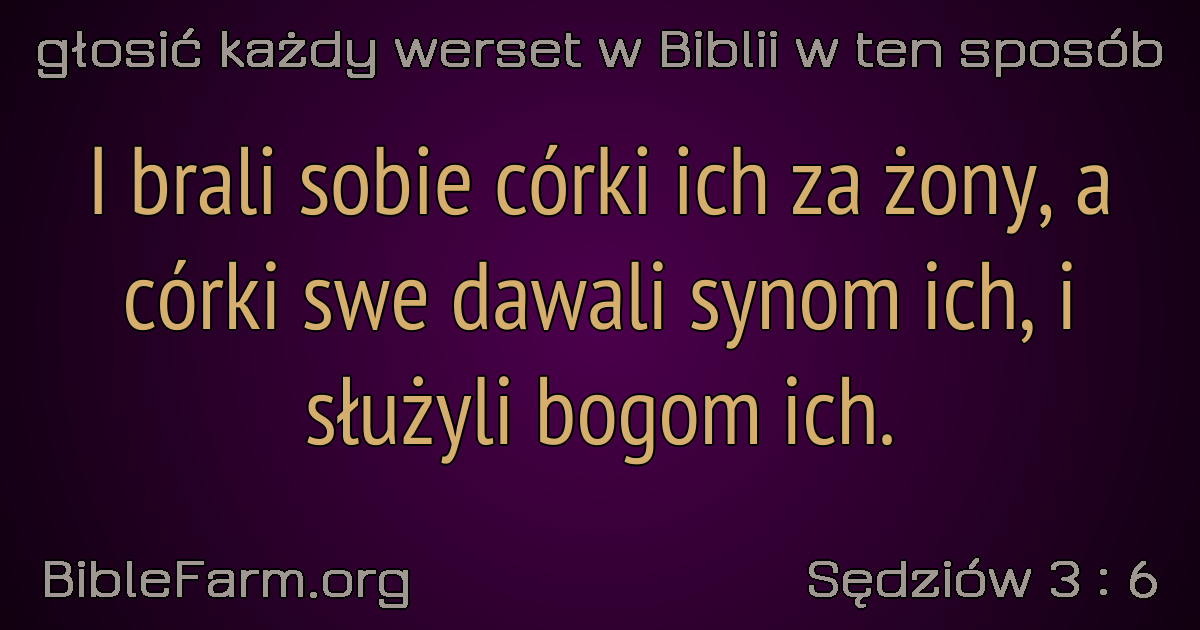 głosić każdy werset w Biblii w ten sposób
I brali sobie córki ich za żony, a
córki swe dawali synom ich, i
służyli bogom ich.
BibleFarm.org
Sędziów 3 : 6